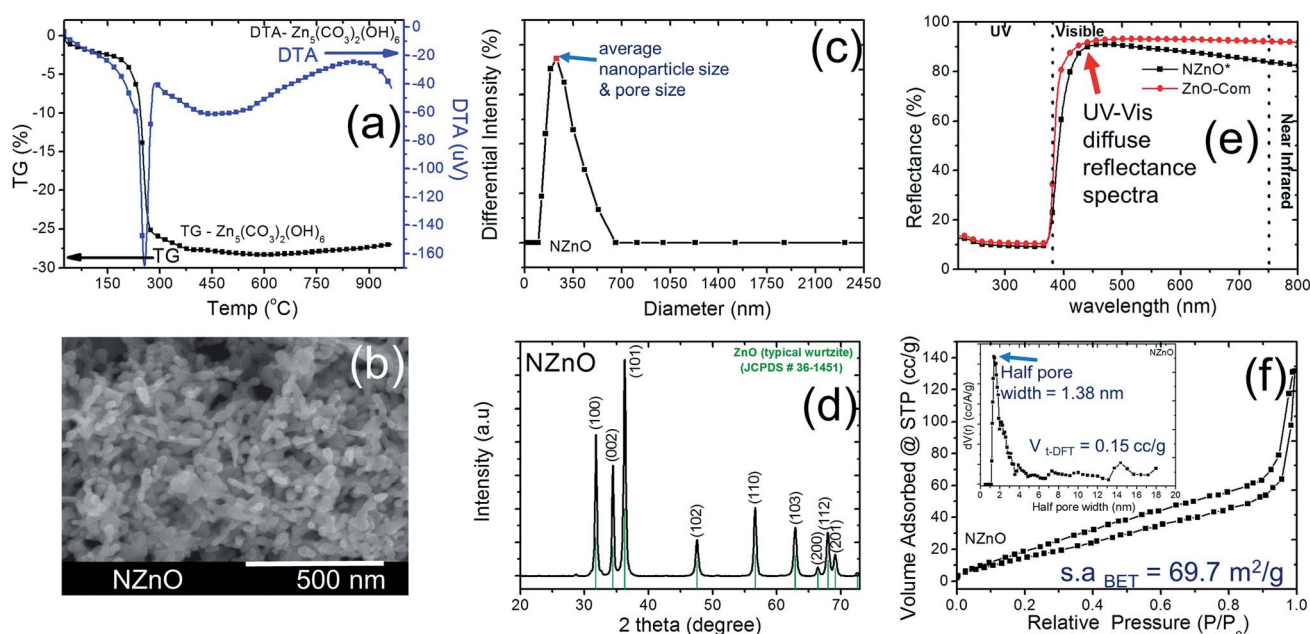 (a)
DTA- Zn5(CO3)2(OH)6
DTA
TG - Zn5(CO3)2(OH)6
TG
0
-5
-10
-15
-20
-25
-30
TG (%)
0
-20
-40
-60
-80
-100
-120
-140
-160
DTA (uV)
0 150 300 450 600 750 900
Temp (°C)
(c)
average
nanoparticle size
& pore size
NZnO
Differential Intensity (%)
0 350 700 1050 1400 1750 2100 2450
Diameter (nm)
(e)
UV
Visible
NZnO*
ZnO-Com
UV-Vis
diffuse
reflectance
spectra
Near Infrared
100
90
80
70
60
50
40
30
20
10
0
Reflectance (%)
300 400 500 600 700 800
wavelength (nm)
(b)
NZnO
500 nm
NZnO
ZnO (typical wurtzite)
(JCPDS # 36-1451)
(d)
(100)
(002)
(101)
(102)
(110)
(103)
(200)
(112)
(201)
Intensity (a.u)
20 30 40 50 60 70
2 theta (degree)
(f)
NZnO
Half pore
width = 1.38 nm
V t-DFT = 0.15 cc/g
dV(r) (cc/A/g)
0 2 4 6 8 10 12 14 16 18 20
Half pore width (nm)
NZnO
s.a BET = 69.7 m²/g
140
120
100
80
60
40
20
0
Volume Adsorbed @ STP (cc/g)
0.0 0.2 0.4 0.6 0.8 1.0
Relative Pressure (P/P0)